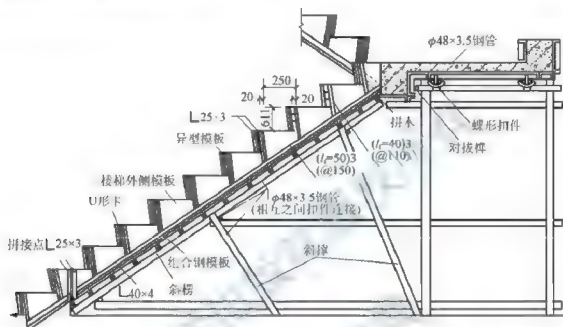 φ48×3.5钢管
250
20
20
119
∟25×3
拼木
蝶形扣件
对拔榫
异型模板
(l=50)3
(@150)
(l=40)3
(@110)
楼梯外侧模板
U形卡
φ48×3.5钢管
(相互之间扣件连接)
拼接点∟25×3
组合钢模板
斜撑
∟40×4
斜楞